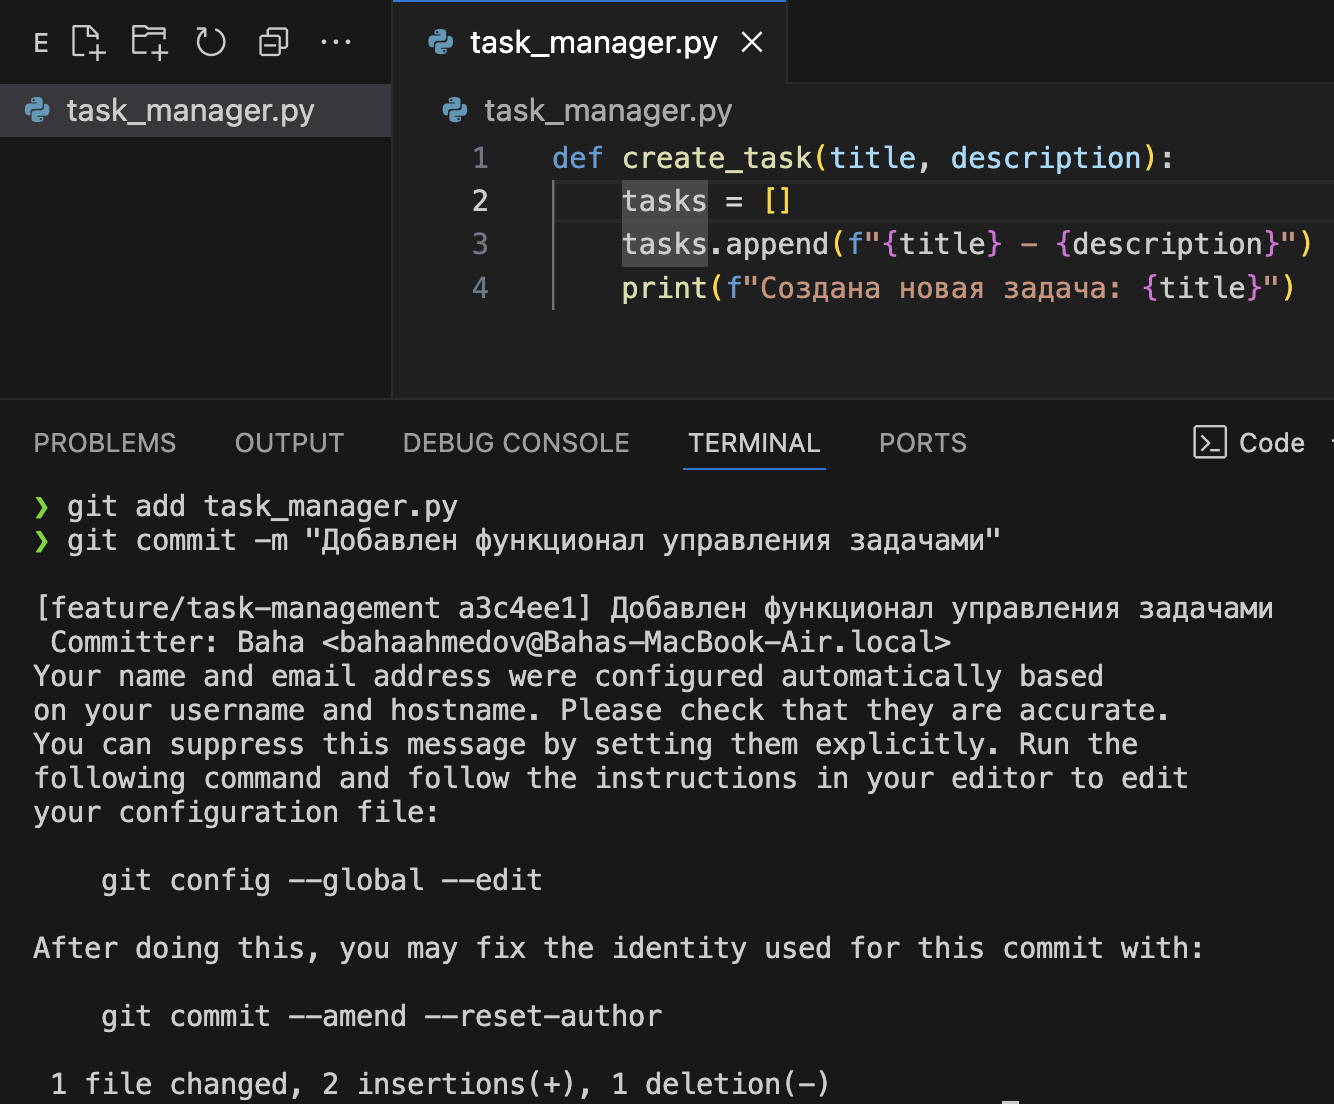 E
task_manager.py
task_manager.py
task_manager.py
1 def create_task(title, description):
2 tasks = []
3 tasks.append(f"{title} – {description}")
4 print(f"Создана новая задача: {title}")
PROBLEMS OUTPUT DEBUG CONSOLE TERMINAL PORTS Code
❯ git add task_manager.py
❯ git commit -m "Добавлен функционал управления задачами"
[feature/task-management a3c4ee1] Добавлен функционал управления задачами
Committer: Baha <bahaahmedov@Bahas-MacBook-Air.local>
Your name and email address were configured automatically based
on your username and hostname. Please check that they are accurate.
You can suppress this message by setting them explicitly. Run the
following command and follow the instructions in your editor to edit
your configuration file:
git config --global --edit
After doing this, you may fix the identity used for this commit with:
git commit --amend --reset-author
1 file changed, 2 insertions(+), 1 deletion(-)